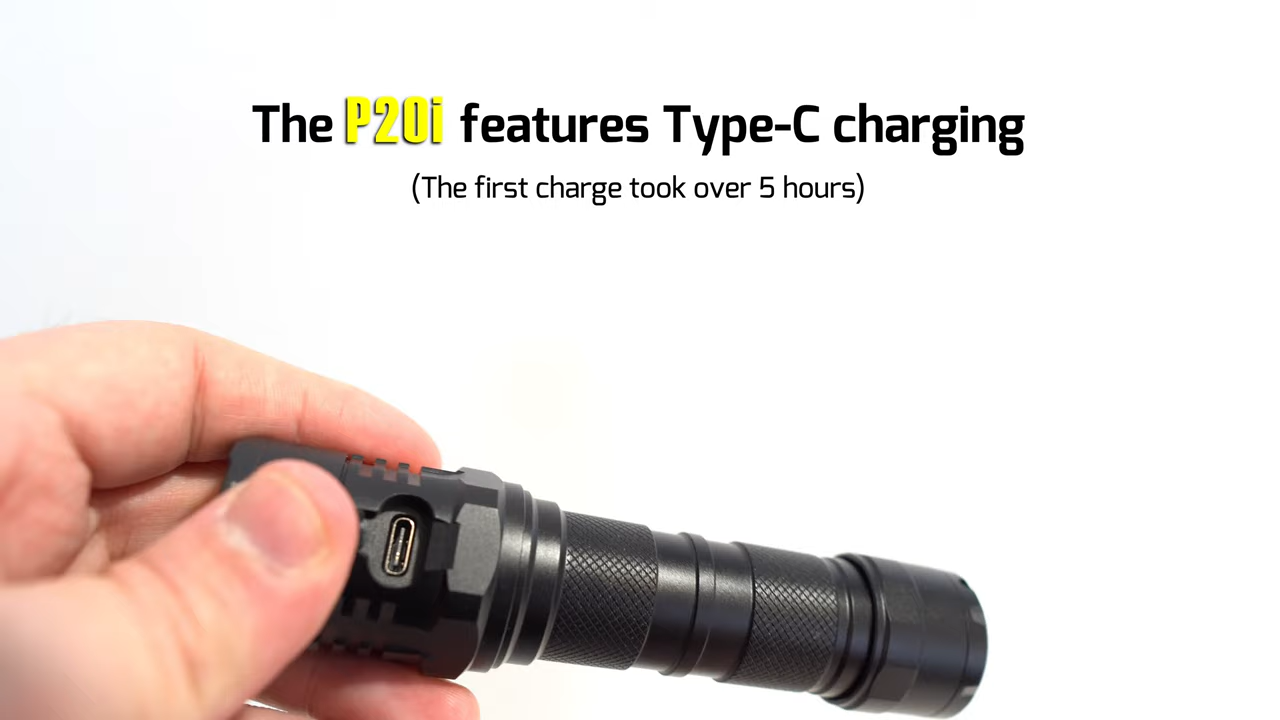 The P20i features Type-C charging
(The first charge took over 5 hours)